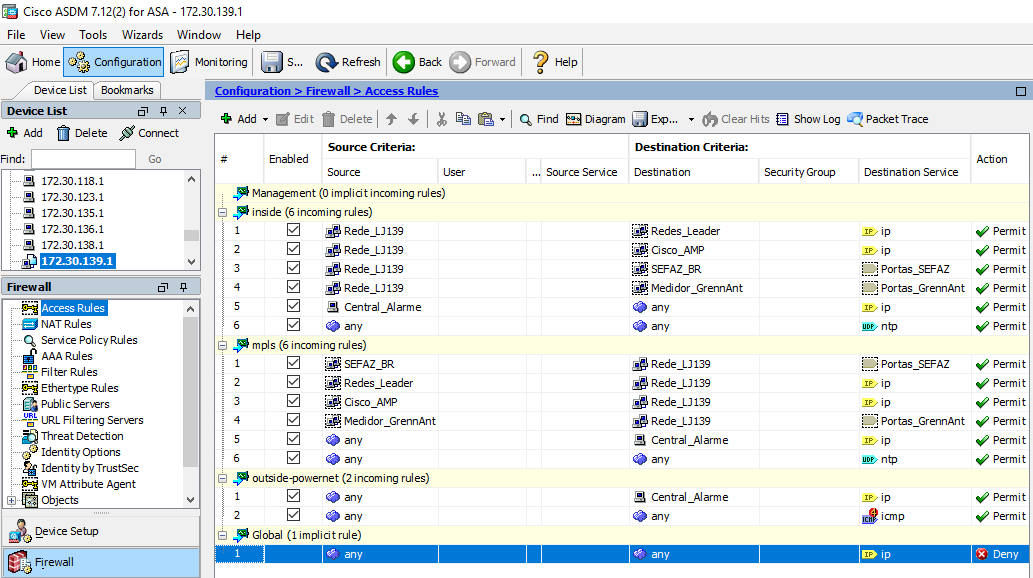 Cisco ASDM 7.12(2) for ASA - 172.30.139.1
File View Tools Wizards Window Help
Home Configuration Monitoring S... Refresh Back Forward Help
Device List Bookmarks
Configuration > Firewall > Access Rules
Device List
Add Delete Connect
Find: Go
172.30.118.1
172.30.123.1
172.30.135.1
172.30.136.1
172.30.138.1
172.30.139.1
Firewall
Access Rules
NAT Rules
Service Policy Rules
AAA Rules
Filter Rules
Ethertype Rules
Public Servers
URL Filtering Servers
Threat Detection
Identity Options
Identity by TrustSec
VM Attribute Agent
Objects
Device Setup
Firewall
Add Edit Delete Find Diagram Exp... Clear Hits Show Log Packet Trace
# Enabled Source Criteria: Destination Criteria: Action
Source User ... Source Service Destination Security Group Destination Service
Management (0 implicit incoming rules)
inside (6 incoming rules)
1 Rede_LJ139 Redes_Leader IP ip Permit
2 Rede_LJ139 Cisco_AMP IP ip Permit
3 Rede_LJ139 SEFAZ_BR Portas_SEFAZ Permit
4 Rede_LJ139 Medidor_GrennAnt Portas_GrennAnt Permit
5 Central_Alarme any IP ip Permit
6 any any UDP ntp Permit
mpls (6 incoming rules)
1 SEFAZ_BR Rede_LJ139 Portas_SEFAZ Permit
2 Redes_Leader Rede_LJ139 IP ip Permit
3 Cisco_AMP Rede_LJ139 IP ip Permit
4 Medidor_GrennAnt Rede_LJ139 Portas_GrennAnt Permit
5 any Central_Alarme IP ip Permit
6 any any UDP ntp Permit
outside-powernet (2 incoming rules)
1 any Central_Alarme IP ip Permit
2 any any ICMP icmp Permit
Global (1 implicit rule)
1 any any IP ip Deny